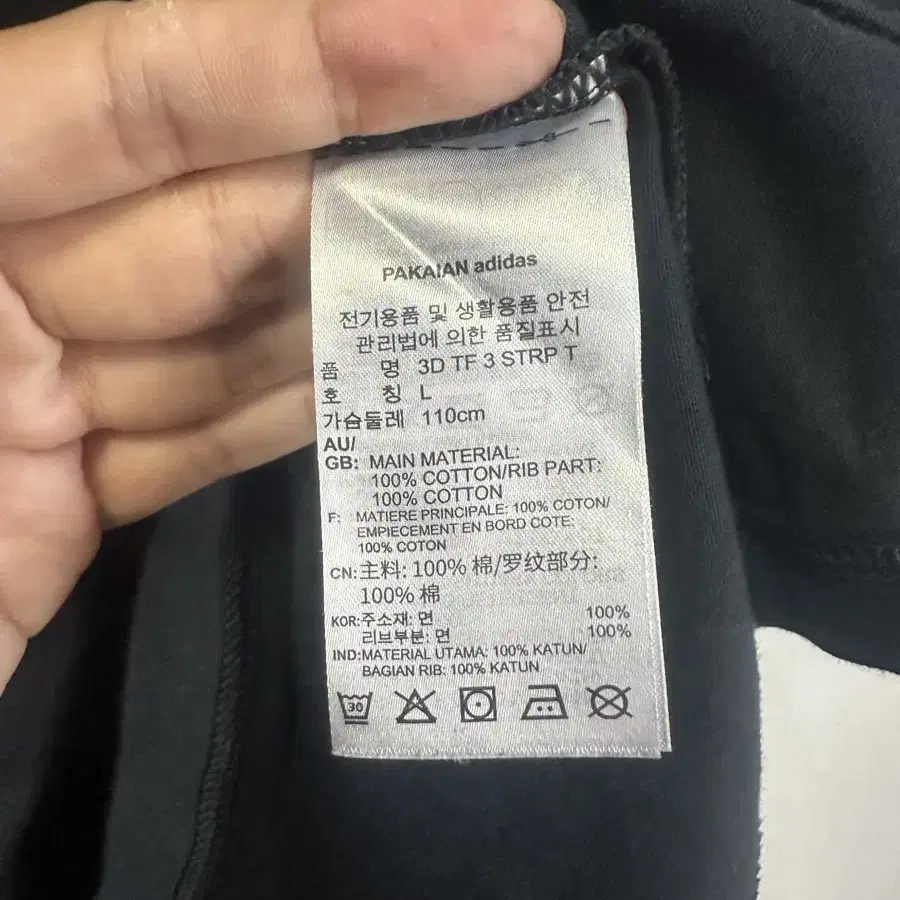 PAKAIAN adidas
전기용품 및 생활용품 안전
관리법에 의한 품질표시
품 명 3D TF 3 STRP T
호 칭 L
가슴둘레 110cm
AU/
GB: MAIN MATERIAL:
100% COTTON/RIB PART:
100% COTTON
F: MATIERE PRINCIPALE: 100% COTON/
EMPIECEMENT EN BORD COTE:
100% COTON
CN: 主料: 100% 棉/罗纹部分:
100% 棉
KOR: 주소재: 면 100%
리브부분: 면 100%
IND: MATERIAL UTAMA: 100% KATUN/
BAGIAN RIB: 100% KATUN
30